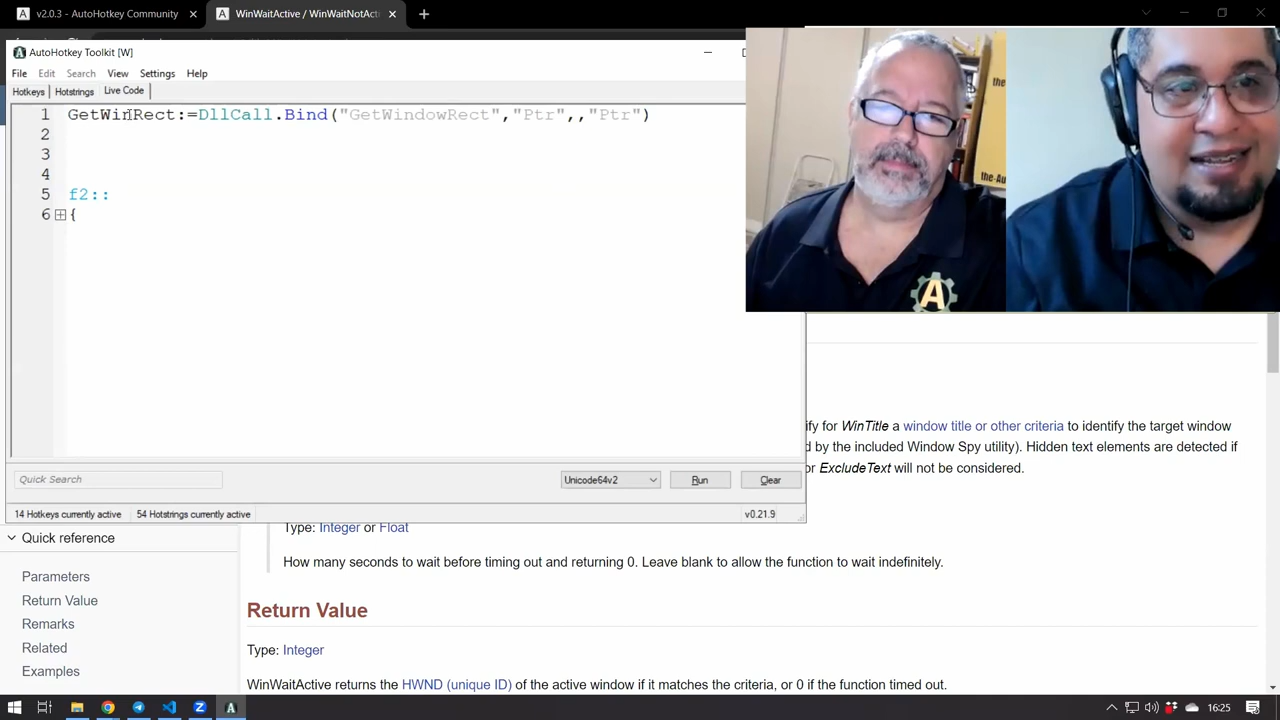 v2.0.3 - AutoHotkey Community
WinWaitActive / WinWaitNotAct
AutoHotkey Toolkit [W]
File Edit Search View Settings Help
Hotkeys Hotstrings Live Code
1 GetWinRect:=DllCall.Bind("GetWindowRect","Ptr",,"Ptr")
2
3
4
5 f2::
6 {
the-Au
A
ify for WinTitle a window title or other criteria to identify the target window
d by the included Window Spy utility). Hidden text elements are detected if
or ExcludeText will not be considered.
Quick Search
Unicode64v2
Run
Clear
14 Hotkeys currently active 54 Hotstrings currently active
v0.21.9
Type: Integer or Float
Quick reference
How many seconds to wait before timing out and returning 0. Leave blank to allow the function to wait indefinitely.
Parameters
Return Value
Remarks
Related
Examples
Return Value
Type: Integer
WinWaitActive returns the HWND (unique ID) of the active window if it matches the criteria, or 0 if the function timed out.
16:25